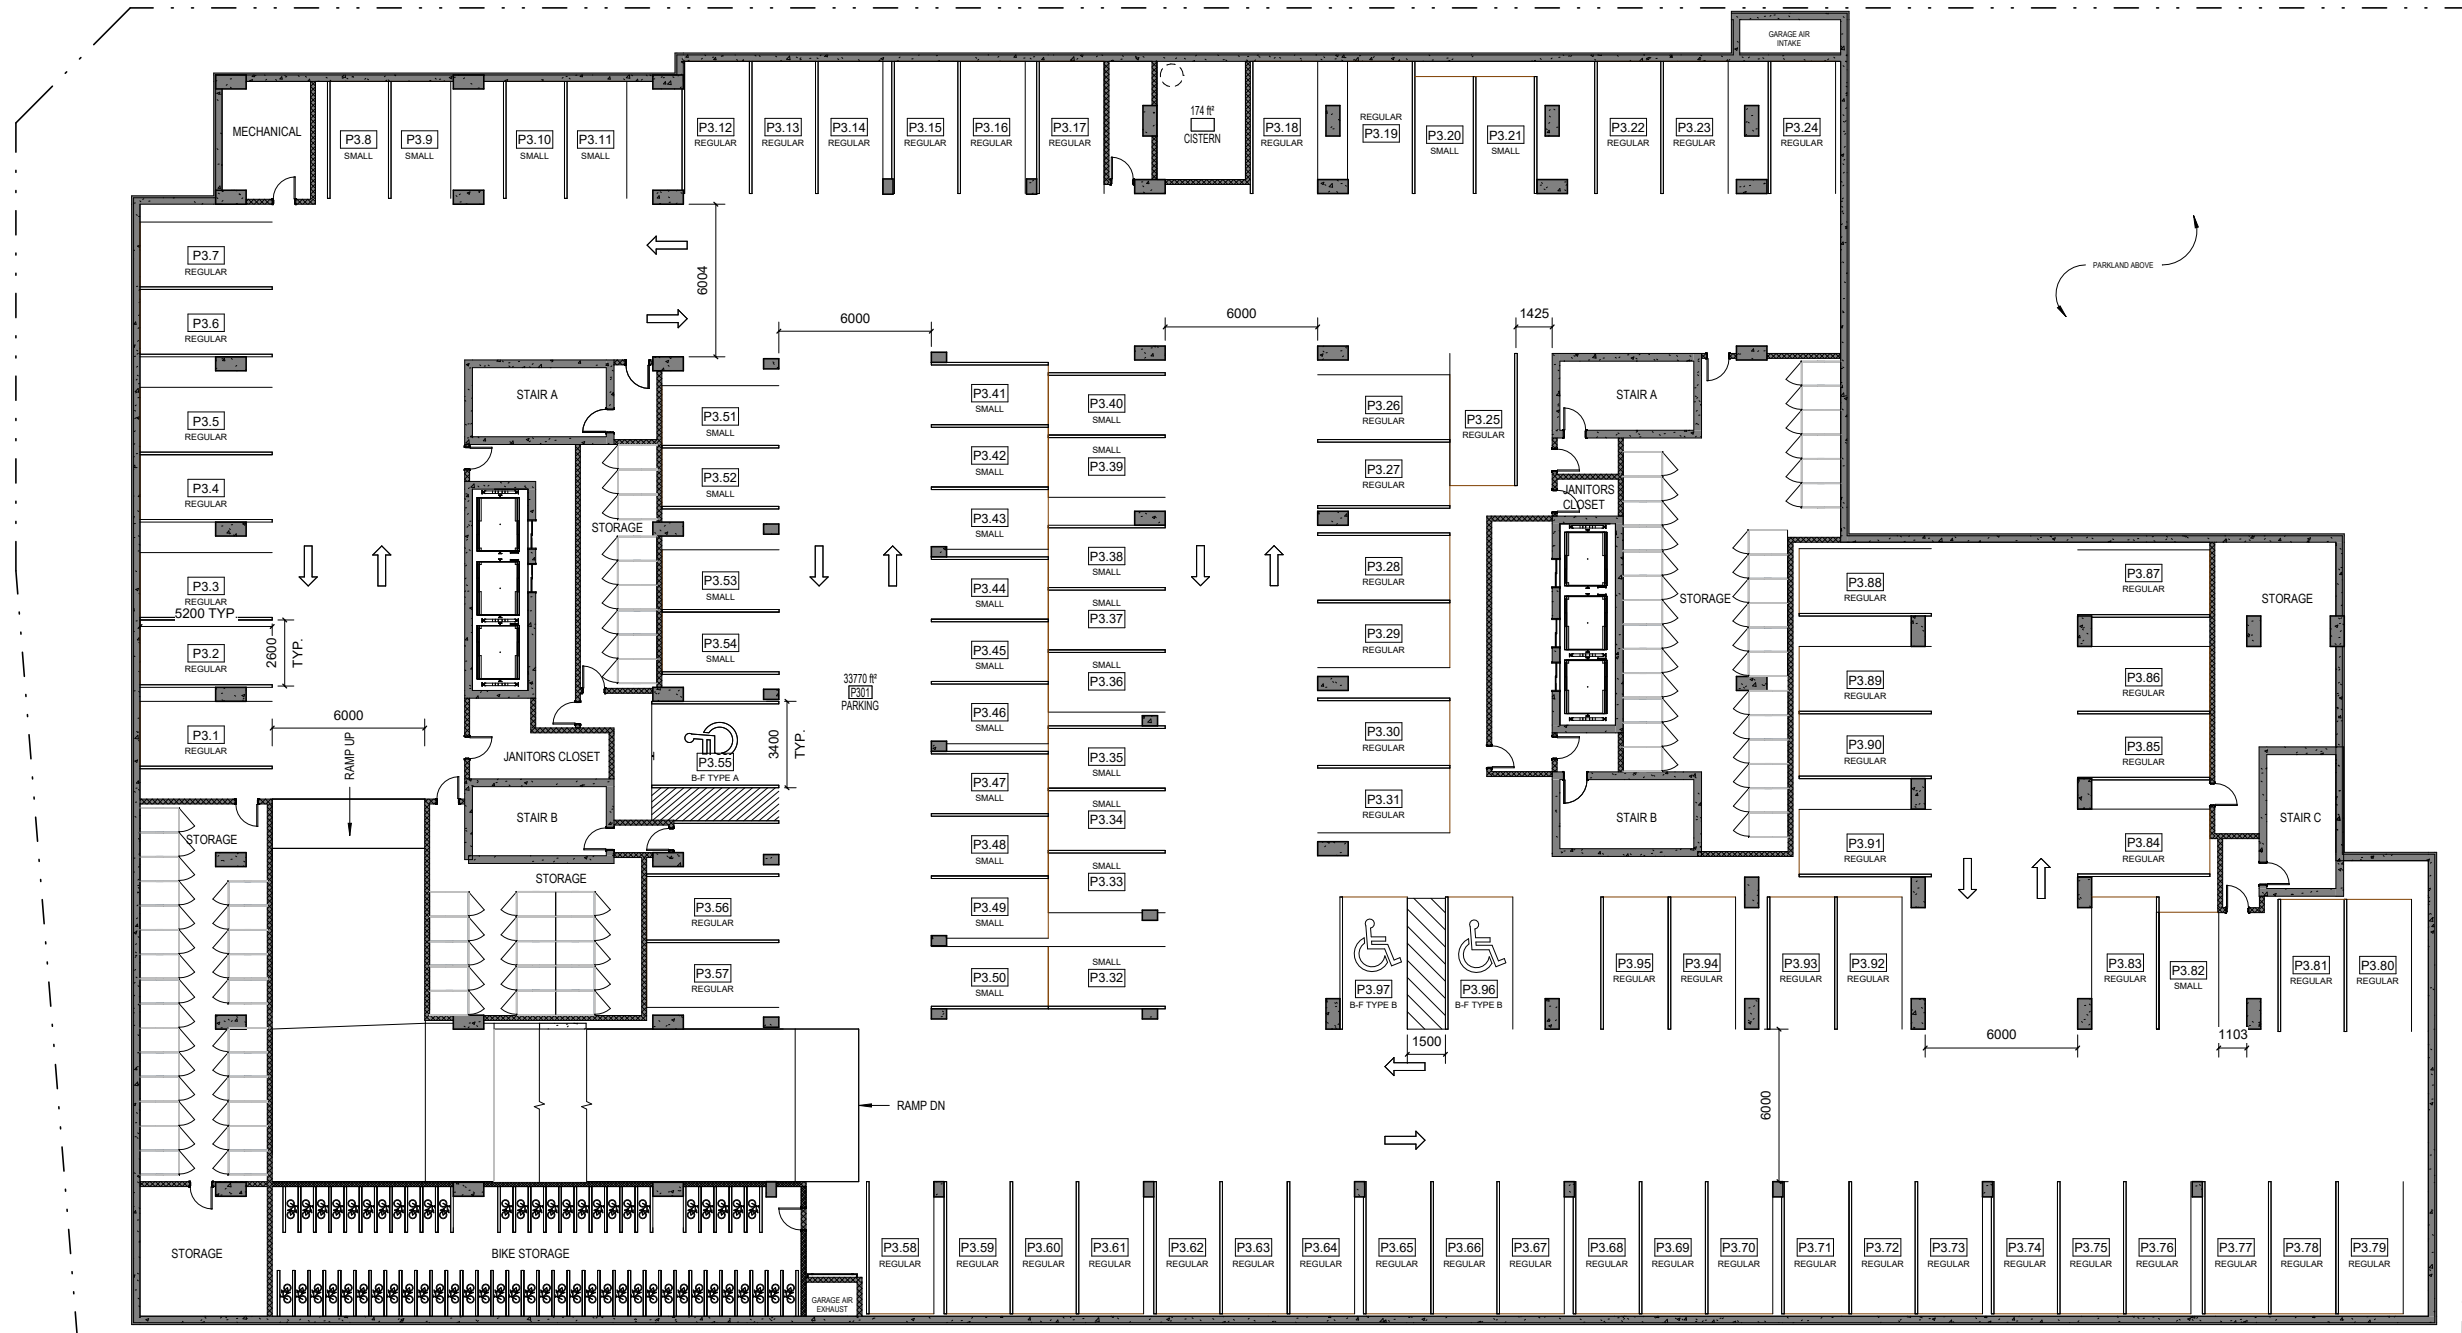 GARAGE AIR
INTAKE
MECHANICAL
P3.8
SMALL
P3.9
SMALL
P3.10
SMALL
P3.11
SMALL
P3.12
REGULAR
P3.13
REGULAR
P3.14
REGULAR
P3.15
REGULAR
P3.16
REGULAR
P3.17
REGULAR
174 ft²
CISTERN
P3.18
REGULAR
REGULAR
P3.19
P3.20
SMALL
P3.21
SMALL
P3.22
REGULAR
P3.23
REGULAR
P3.24
REGULAR
PARKLAND ABOVE
P3.7
REGULAR
P3.6
REGULAR
P3.5
REGULAR
P3.4
REGULAR
P3.3
REGULAR
5200 TYP.
P3.2
REGULAR
2600
TYP.
P3.1
REGULAR
6000
RAMP UP
6004
6000
6000
1425
STAIR A
STORAGE
JANITORS CLOSET
STAIR B
STORAGE
STORAGE
P3.51
SMALL
P3.52
SMALL
P3.53
SMALL
P3.54
SMALL
P3.55
B-F TYPE A
3400
TYP.
P3.56
REGULAR
P3.57
REGULAR
33770 ft²
P301
PARKING
P3.41
SMALL
P3.42
SMALL
P3.43
SMALL
P3.44
SMALL
P3.45
SMALL
P3.46
SMALL
P3.47
SMALL
P3.48
SMALL
P3.49
SMALL
P3.50
SMALL
P3.40
SMALL
SMALL
P3.39
P3.38
SMALL
SMALL
P3.37
SMALL
P3.36
P3.35
SMALL
SMALL
P3.34
SMALL
P3.33
SMALL
P3.32
P3.26
REGULAR
P3.25
REGULAR
P3.27
REGULAR
P3.28
REGULAR
P3.29
REGULAR
P3.30
REGULAR
P3.31
REGULAR
STAIR A
JANITORS
CLOSET
STORAGE
STAIR B
P3.88
REGULAR
P3.89
REGULAR
P3.90
REGULAR
P3.91
REGULAR
P3.87
REGULAR
P3.86
REGULAR
P3.85
REGULAR
P3.84
REGULAR
STORAGE
STAIR C
P3.97
B-F TYPE B
P3.96
B-F TYPE B
P3.95
REGULAR
P3.94
REGULAR
P3.93
REGULAR
P3.92
REGULAR
P3.83
REGULAR
P3.82
SMALL
P3.81
REGULAR
P3.80
REGULAR
1500
6000
1103
6000
RAMP DN
STORAGE
BIKE STORAGE
GARAGE AIR
EXHAUST
P3.58
REGULAR
P3.59
REGULAR
P3.60
REGULAR
P3.61
REGULAR
P3.62
REGULAR
P3.63
REGULAR
P3.64
REGULAR
P3.65
REGULAR
P3.66
REGULAR
P3.67
REGULAR
P3.68
REGULAR
P3.69
REGULAR
P3.70
REGULAR
P3.71
REGULAR
P3.72
REGULAR
P3.73
REGULAR
P3.74
REGULAR
P3.75
REGULAR
P3.76
REGULAR
P3.77
REGULAR
P3.78
REGULAR
P3.79
REGULAR